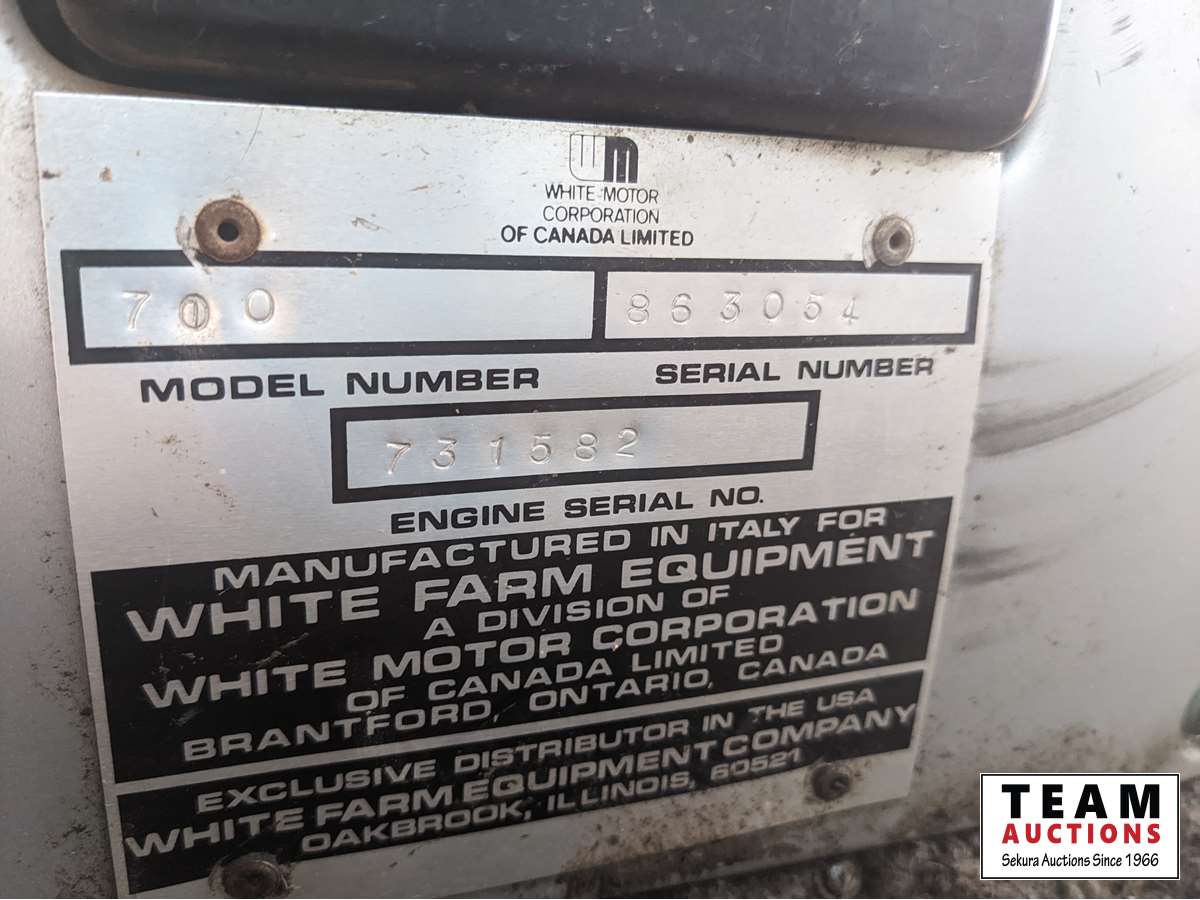 WM
WHITE MOTOR
CORPORATION
OF CANADA LIMITED
700 863054
MODEL NUMBER SERIAL NUMBER
731582
ENGINE SERIAL NO.
MANUFACTURED IN ITALY FOR
WHITE FARM EQUIPMENT
A DIVISION OF
WHITE MOTOR CORPORATION
OF CANADA LIMITED
BRANTFORD, ONTARIO, CANADA
EXCLUSIVE DISTRIBUTOR IN THE USA
WHITE FARM EQUIPMENT COMPANY
OAKBROOK, ILLINOIS, 60521
TEAM
AUCTIONS
Sekura Auctions Since 1966